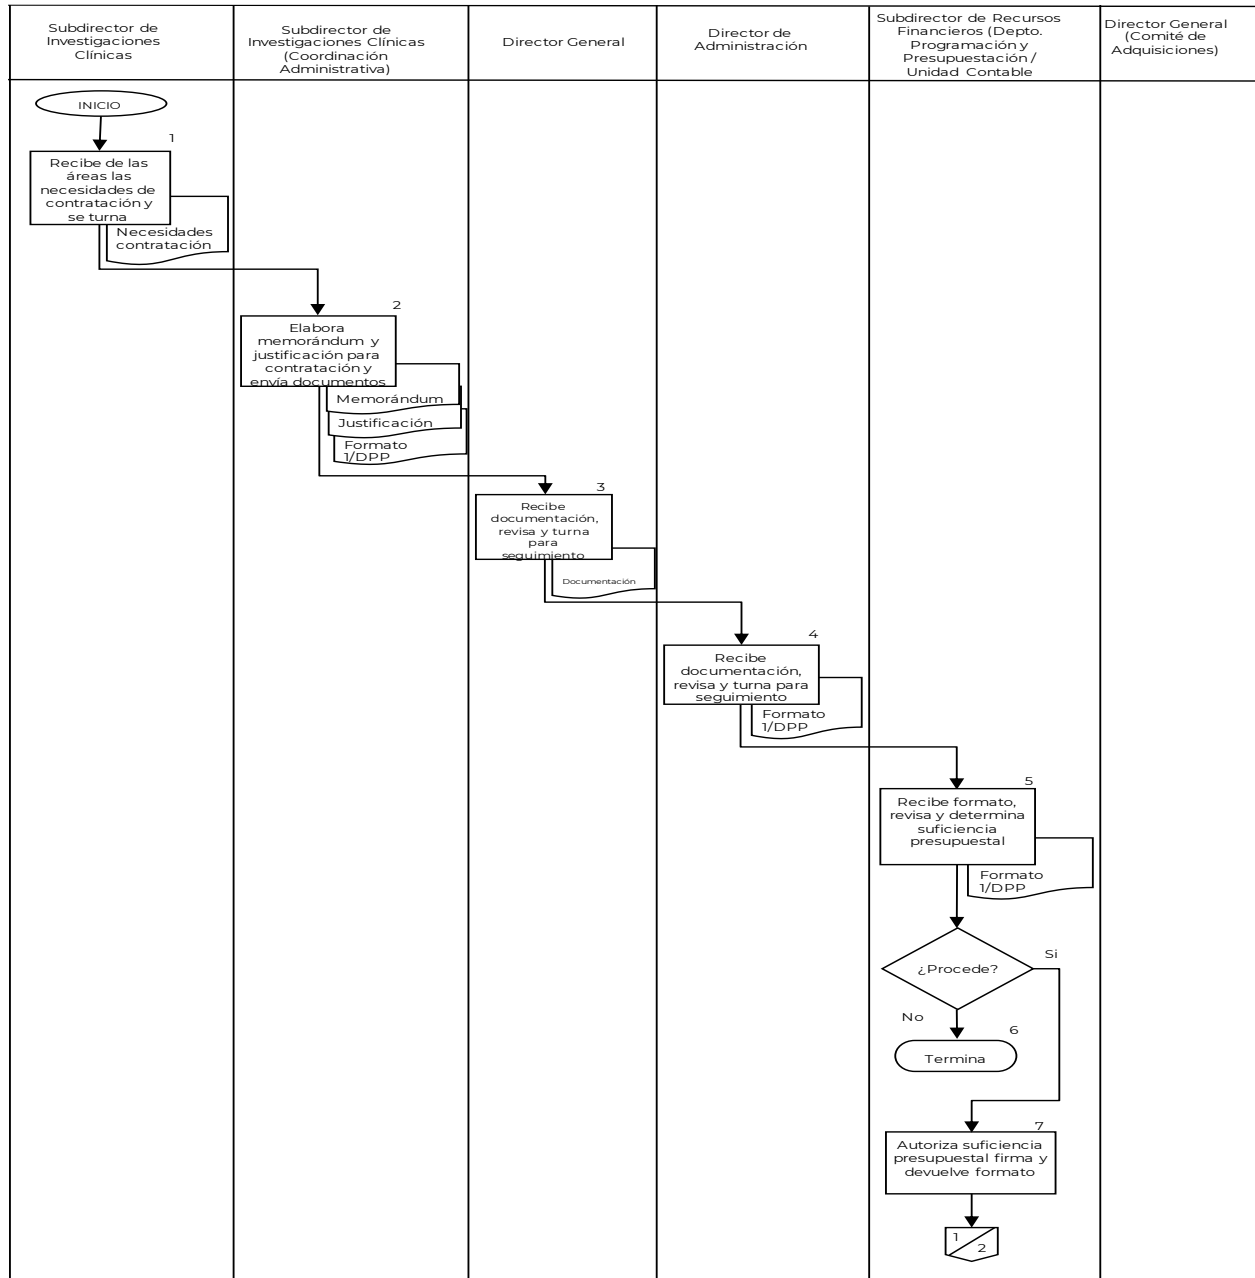 Subdirector de
Investigaciones
Clínicas
Subdirector de
Investigaciones Clínicas
(Coordinación
Administrativa)
Director General
Director de
Administración
Subdirector de Recursos
Financieros (Depto.
Programación y
Presupuestación /
Unidad Contable
Director General
(Comité de
Adquisiciones)
INICIO
1
Recibe de las
áreas las
necesidades de
contratación y
se turna
Necesidades
contratación
2
Elabora
memorándum y
justificación para
contratación y
envía documentos
Memorándum
Justificación
Formato
1/DPP
3
Recibe
documentación,
revisa y turna
para
seguimiento
Documentación
4
Recibe
documentación,
revisa y turna para
seguimiento
Formato
1/DPP
5
Recibe formato,
revisa y determina
suficiencia
presupuestal
Formato
1/DPP
¿Procede?
Si
No
6
Termina
7
Autoriza suficiencia
presupuestal firma y
devuelve formato
1
2